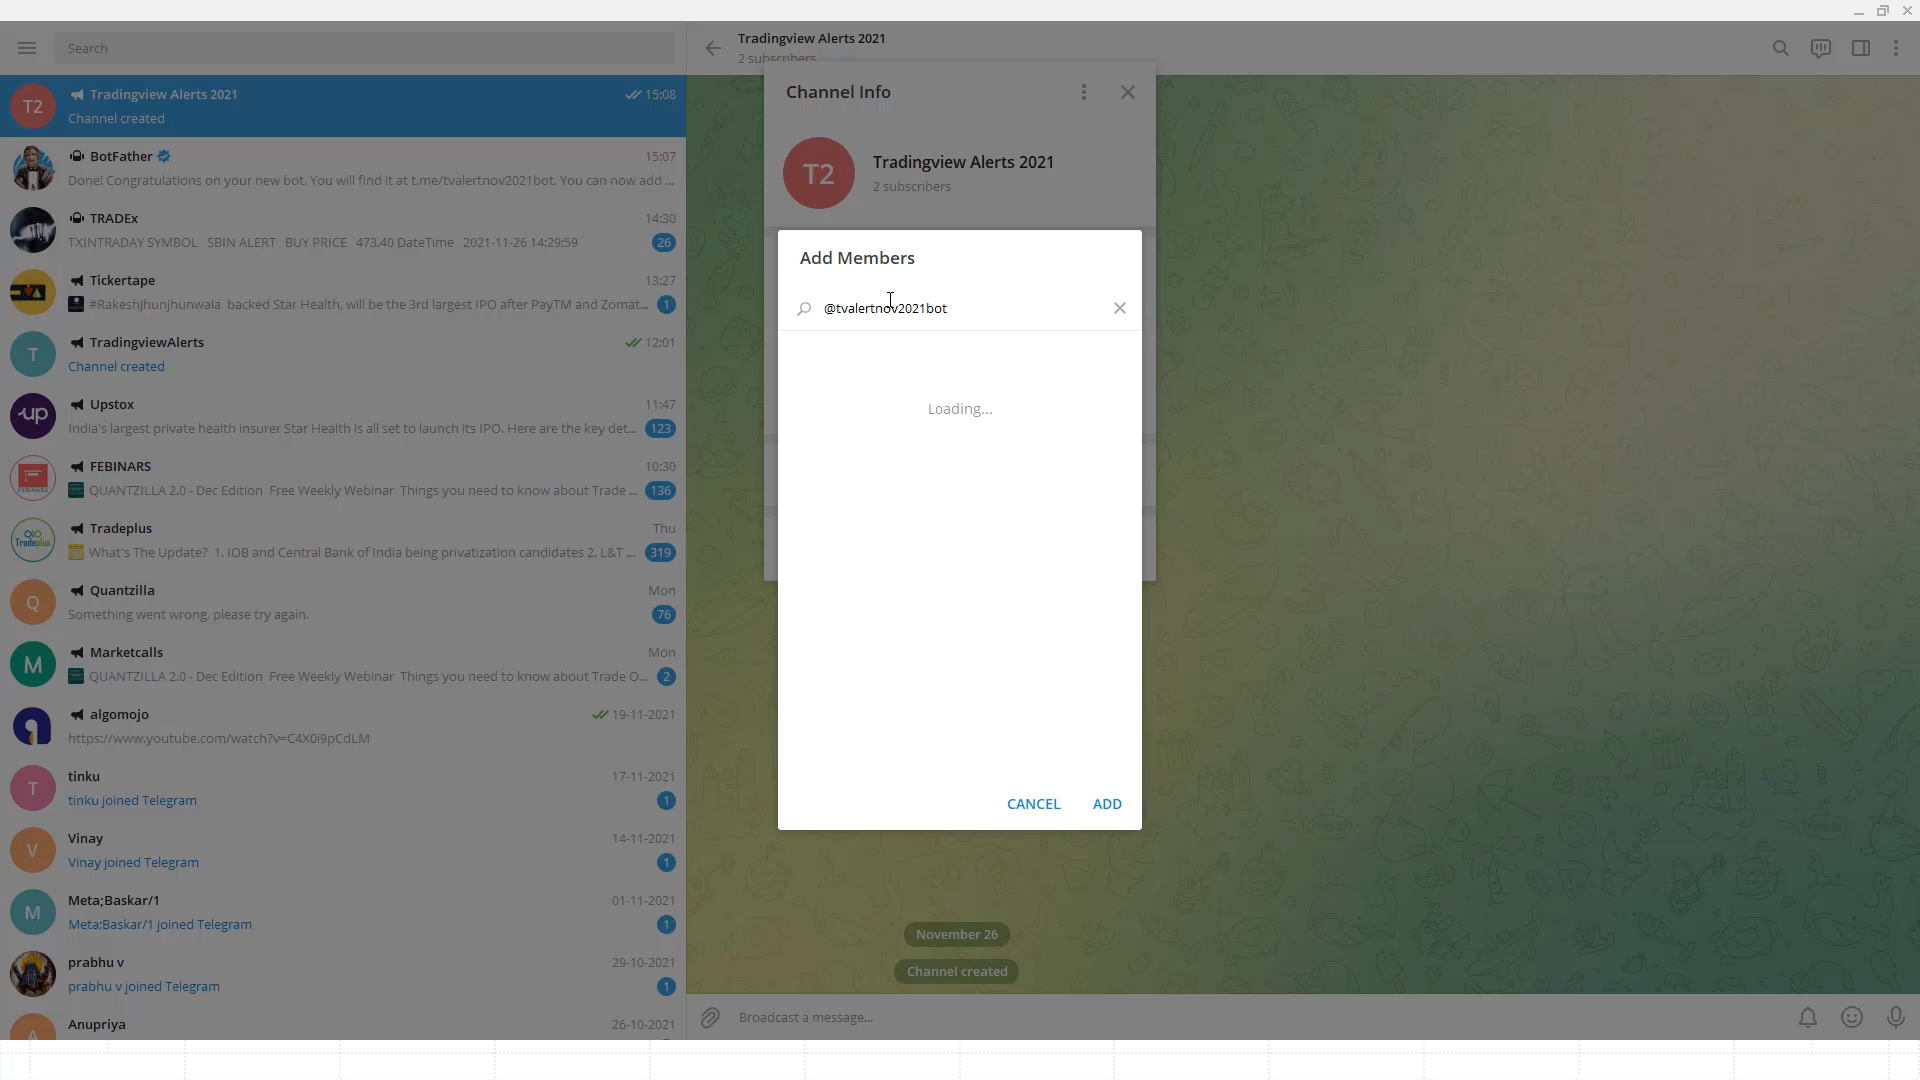 Search
Tradingview Alerts 2021
2 subscribers
T2
Tradingview Alerts 2021
15:08
Channel created
BotFather
15:07
Done! Congratulations on your new bot. You will find it at t.me/tvalertnov2021bot. You can now add ...
TRADEx
14:30
TXINTRADAY SYMBOL SBIN ALERT BUY PRICE 473.40 DateTime 2021-11-26 14:29:59
26
Tickertape
13:27
#RakeshJhunjhunwala backed Star Health, will be the 3rd largest IPO after PayTM and Zomat...
1
T
TradingviewAlerts
12:01
Channel created
up
Upstox
11:47
India's largest private health insurer Star Health is all set to launch its IPO. Here are the key det...
123
FEBINARS
FEBINARS
10:30
QUANTZILLA 2.0 - Dec Edition Free Weekly Webinar Things you need to know about Trade ...
136
Tradeplus
Tradeplus
Thu
What's The Update? 1. IOB and Central Bank of India being privatization candidates 2. L&T ...
319
Q
Quantzilla
Mon
Something went wrong, please try again.
76
M
Marketcalls
Mon
QUANTZILLA 2.0 - Dec Edition Free Weekly Webinar Things you need to know about Trade O...
2
algomojo
19-11-2021
https://www.youtube.com/watch?v=C4X0i9pCdLM
T
tinku
17-11-2021
tinku joined Telegram
1
V
Vinay
14-11-2021
Vinay joined Telegram
1
M
Meta;Baskar/1
01-11-2021
Meta;Baskar/1 joined Telegram
1
prabhu v
29-10-2021
prabhu v joined Telegram
1
A
Anupriya
26-10-2021
Channel Info
T2
Tradingview Alerts 2021
2 subscribers
Add Members
@tvalertnov2021bot
Loading...
CANCEL
ADD
November 26
Channel created
Broadcast a message...